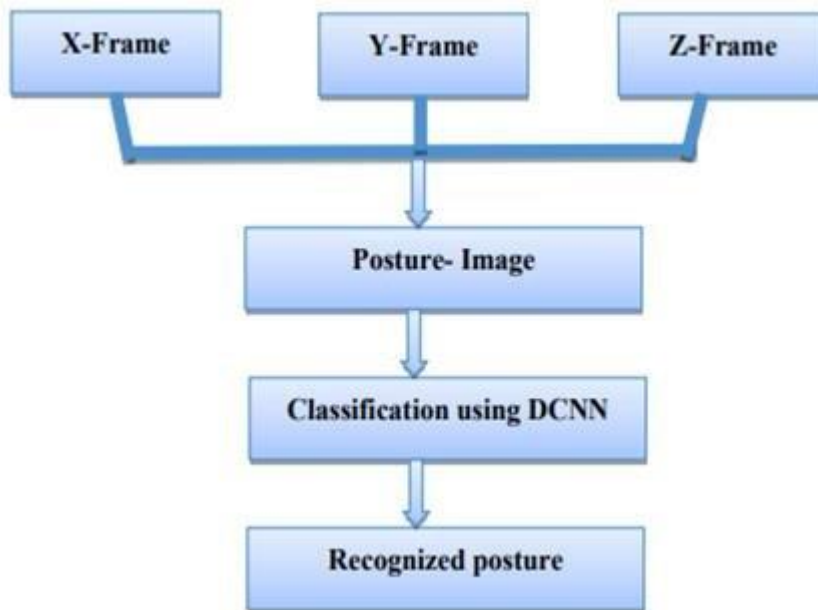 X-Frame
Y-Frame
Z-Frame
Posture- Image
Classification using DCNN
Recognized posture